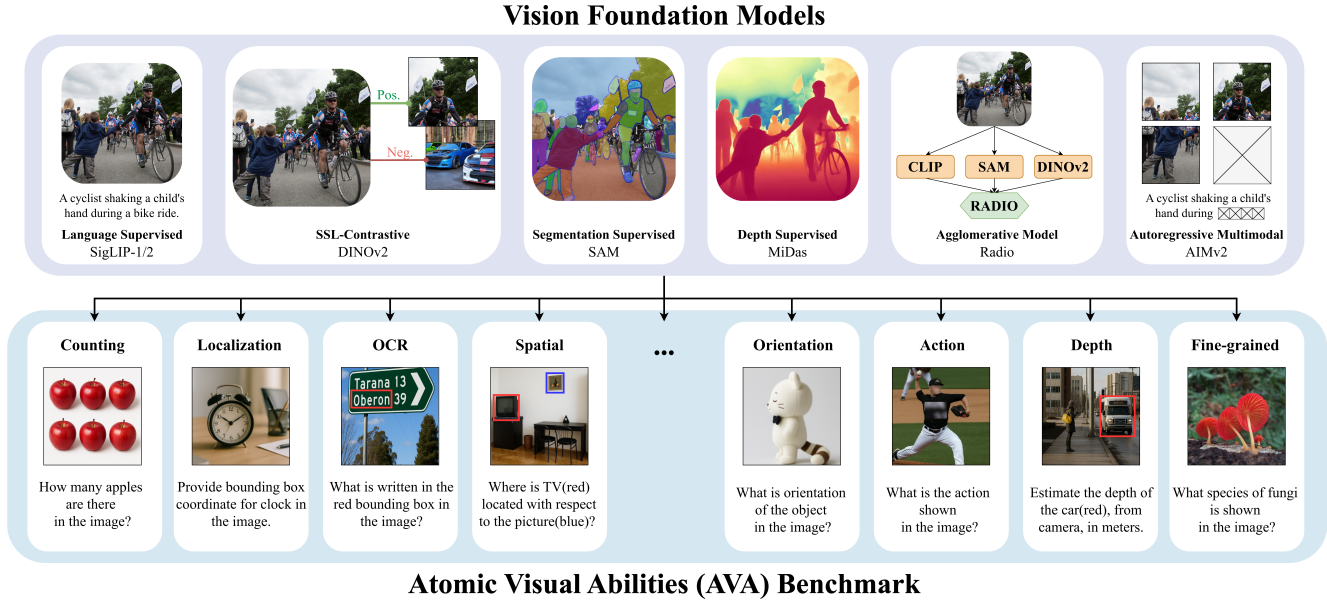 Vision Foundation Models
Pos.
Neg.
A cyclist shaking a child's
hand during a bike ride.
Language Supervised
SigLIP-1/2
SSL-Contrastive
DINOv2
Segmentation Supervised
SAM
Depth Supervised
MiDas
CLIP
SAM
DINOv2
RADIO
Agglomerative Model
Radio
A cyclist shaking a child's
hand during
Autoregressive Multimodal
AIMv2
Counting
How many apples
are there
in the image?
Localization
Provide bounding box
coordinate for clock in
the image.
OCR
Tarana 13
Oberon 39
What is written in the
red bounding box in
the image?
Spatial
Where is TV(red)
located with respect
to the picture(blue)?
...
Orientation
What is orientation
of the object
in the image?
Action
What is the action
shown
in the image?
Depth
Estimate the depth of
the car(red), from
camera, in meters.
Fine-grained
What species of fungi
is shown
in the image?
Atomic Visual Abilities (AVA) Benchmark